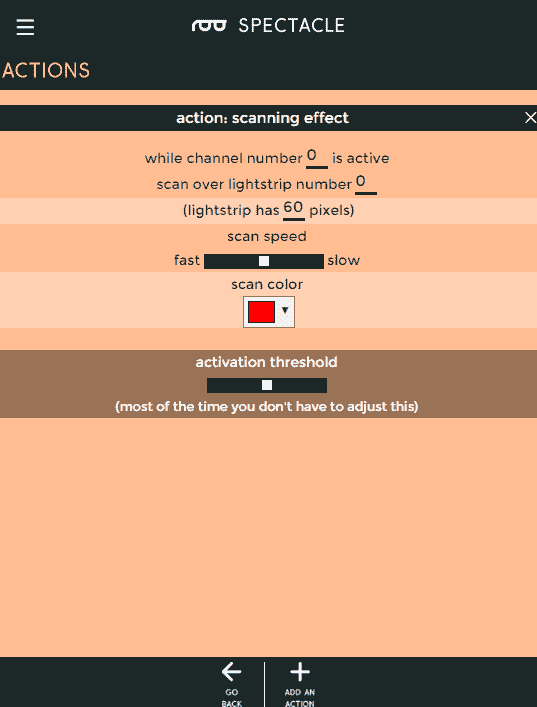 SPECTACLE
ACTIONS
action: scanning effect
while channel number 0 is active
scan over lightstrip number 0
(lightstrip has 60 pixels)
scan speed
fast slow
scan color
activation threshold
(most of the time you don't have to adjust this)
GO BACK
ADD AN ACTION